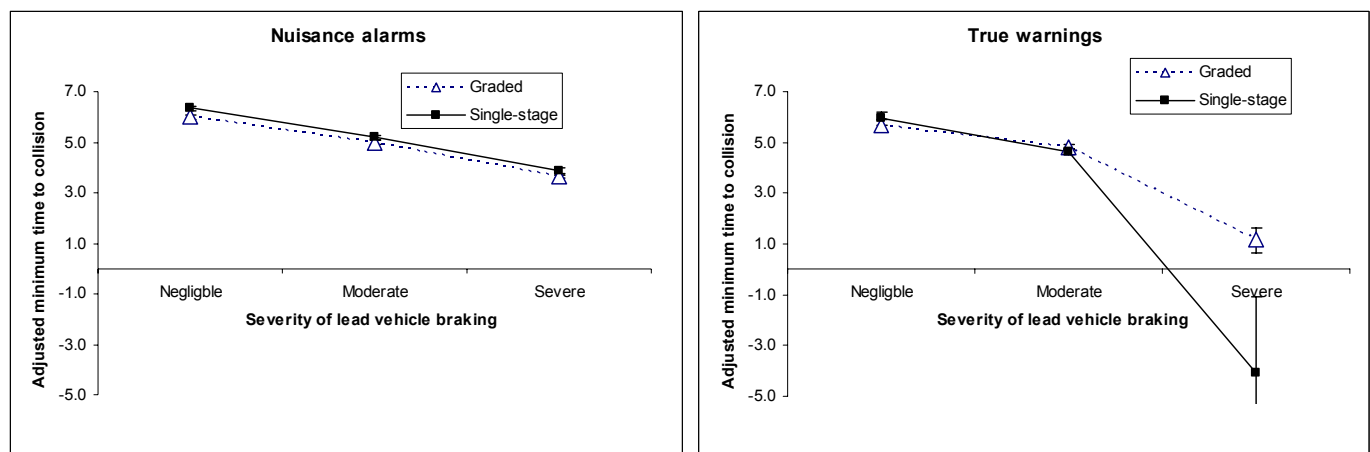 Nuisance alarms
Graded
Single-stage
Adjusted minimum time to collision
7.0
5.0
3.0
1.0
-1.0
-3.0
-5.0
Negligble
Moderate
Severe
Severity of lead vehicle braking
True warnings
Graded
Single-stage
Adjusted minimum time to collision
7.0
5.0
3.0
1.0
-1.0
-3.0
-5.0
Negligble
Moderate
Severe
Severity of lead vehicle braking